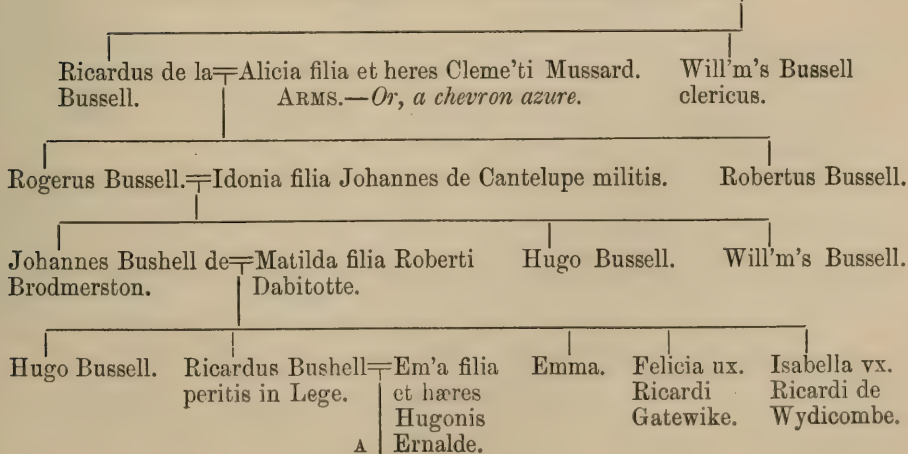 Ricardus de la Bussell.
Alicia filia et heres Cleme'ti Mussard.
ARMS.—Or, a chevron azure.
Will'm's Bussell
clericus.
Rogerus Bussell.
Idonia filia Johannes de Cantelupe militis.
Robertus Bussell.
Johannes Bushell de
Brodmerston.
Matilda filia Roberti
Dabitotte.
Hugo Bussell.
Will'm's Bussell.
Hugo Bussell.
Ricardus Bushell
peritis in Lege.
Em'a filia
et hæres
Hugonis
Ernalde.
A
Emma.
Felicia ux.
Ricardi
Gatewike.
Isabella vx.
Ricardi de
Wydicombe.